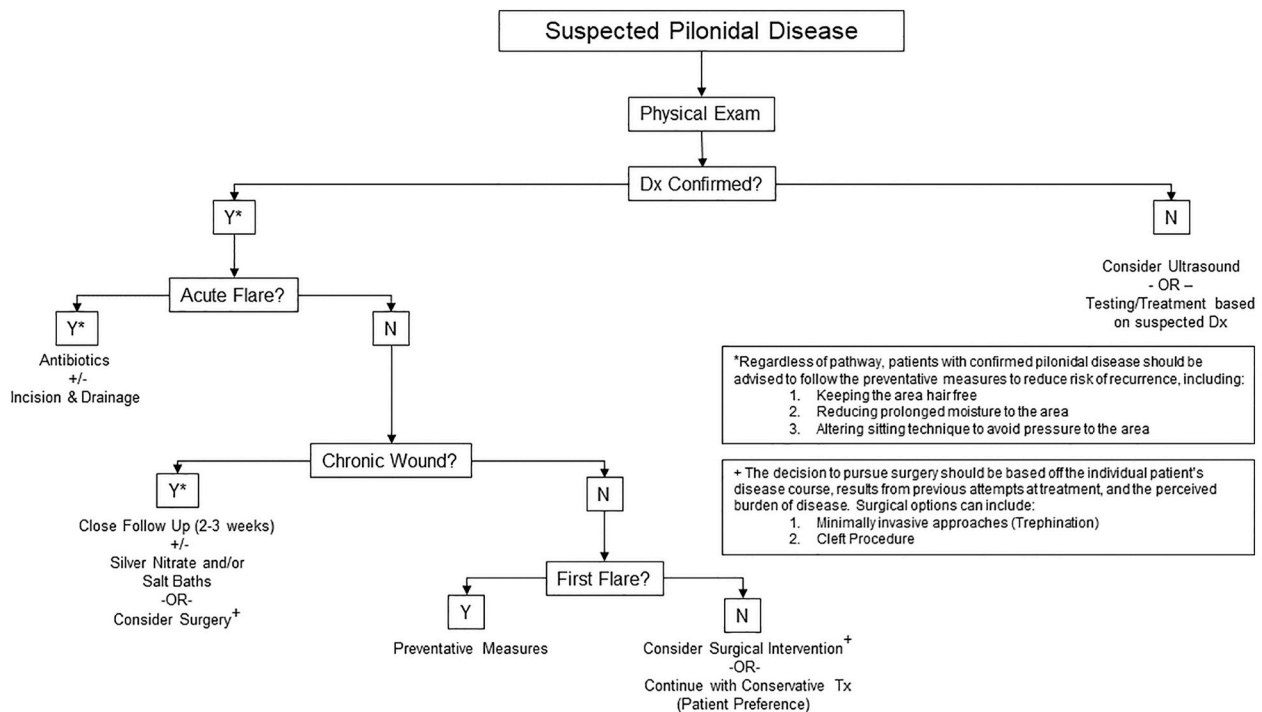 Suspected Pilonidal Disease
Physical Exam
Dx Confirmed?
Y*
N
Consider Ultrasound
- OR –
Testing/Treatment based
on suspected Dx
Acute Flare?
Y*
N
Antibiotics
+/-
Incision & Drainage
*Regardless of pathway, patients with confirmed pilonidal disease should be
advised to follow the preventative measures to reduce risk of recurrence, including:
1. Keeping the area hair free
2. Reducing prolonged moisture to the area
3. Altering sitting technique to avoid pressure to the area
Chronic Wound?
Y*
N
Close Follow Up (2-3 weeks)
+/-
Silver Nitrate and/or
Salt Baths
-OR-
Consider Surgery+
+ The decision to pursue surgery should be based off the individual patient's
disease course, results from previous attempts at treatment, and the perceived
burden of disease. Surgical options can include:
1. Minimally invasive approaches (Trephination)
2. Cleft Procedure
First Flare?
Y
N
Preventative Measures
Consider Surgical Intervention+
-OR-
Continue with Conservative Tx
(Patient Preference)